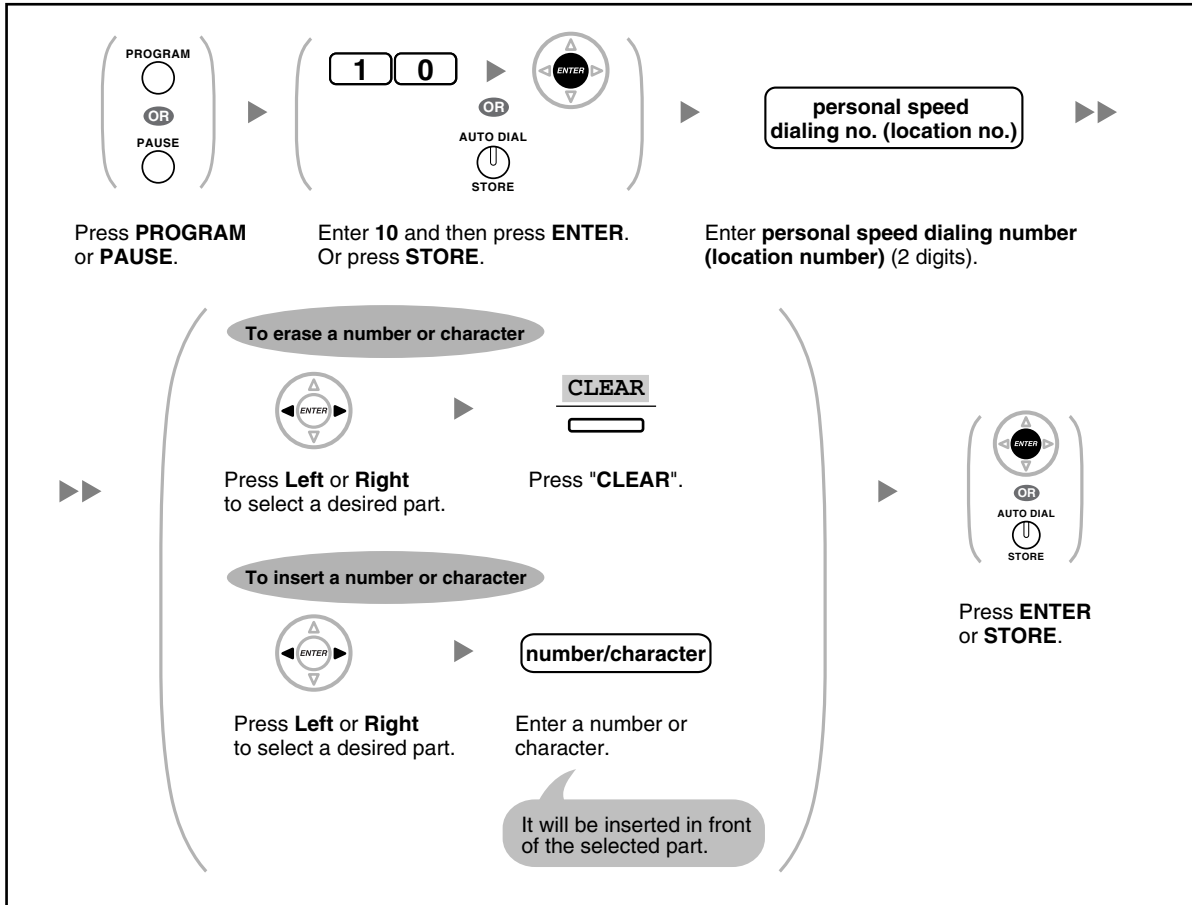 PROGRAM
OR
PAUSE
Press PROGRAM
or PAUSE.
1 0
ENTER
OR
AUTO DIAL
STORE
Enter 10 and then press ENTER.
Or press STORE.
personal speed
dialing no. (location no.)
Enter personal speed dialing number
(location number) (2 digits).
To erase a number or character
ENTER
Press Left or Right
to select a desired part.
CLEAR
Press "CLEAR".
To insert a number or character
ENTER
Press Left or Right
to select a desired part.
number/character
Enter a number or
character.
It will be inserted in front
of the selected part.
ENTER
OR
AUTO DIAL
STORE
Press ENTER
or STORE.